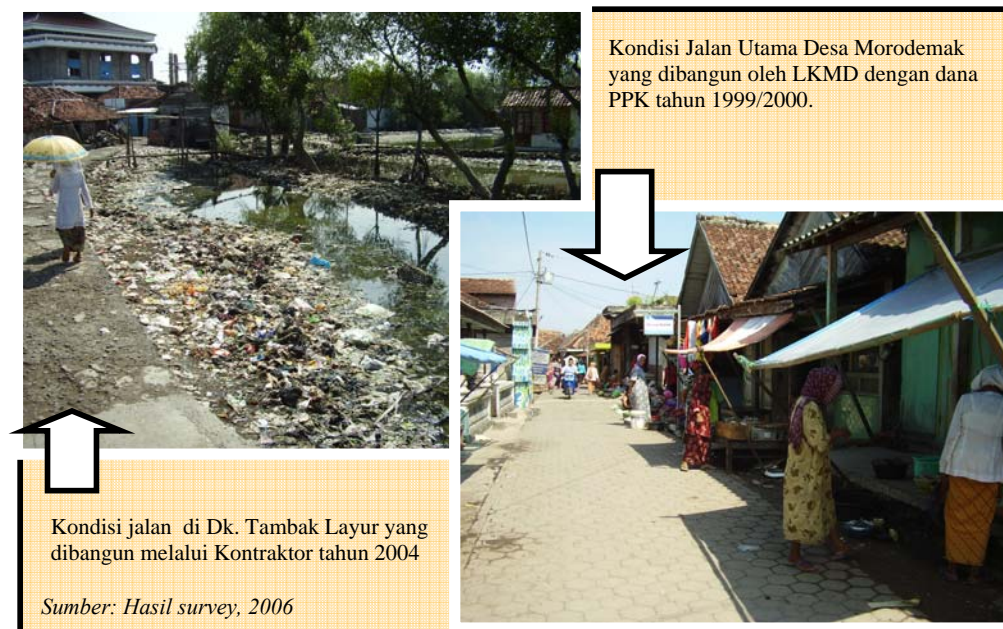 Kondisi Jalan Utama Desa Morodemak
yang dibangun oleh LKMD dengan dana
PPK tahun 1999/2000.
Kondisi jalan di Dk. Tambak Layur yang
dibangun melalui Kontraktor tahun 2004
Sumber: Hasil survey, 2006